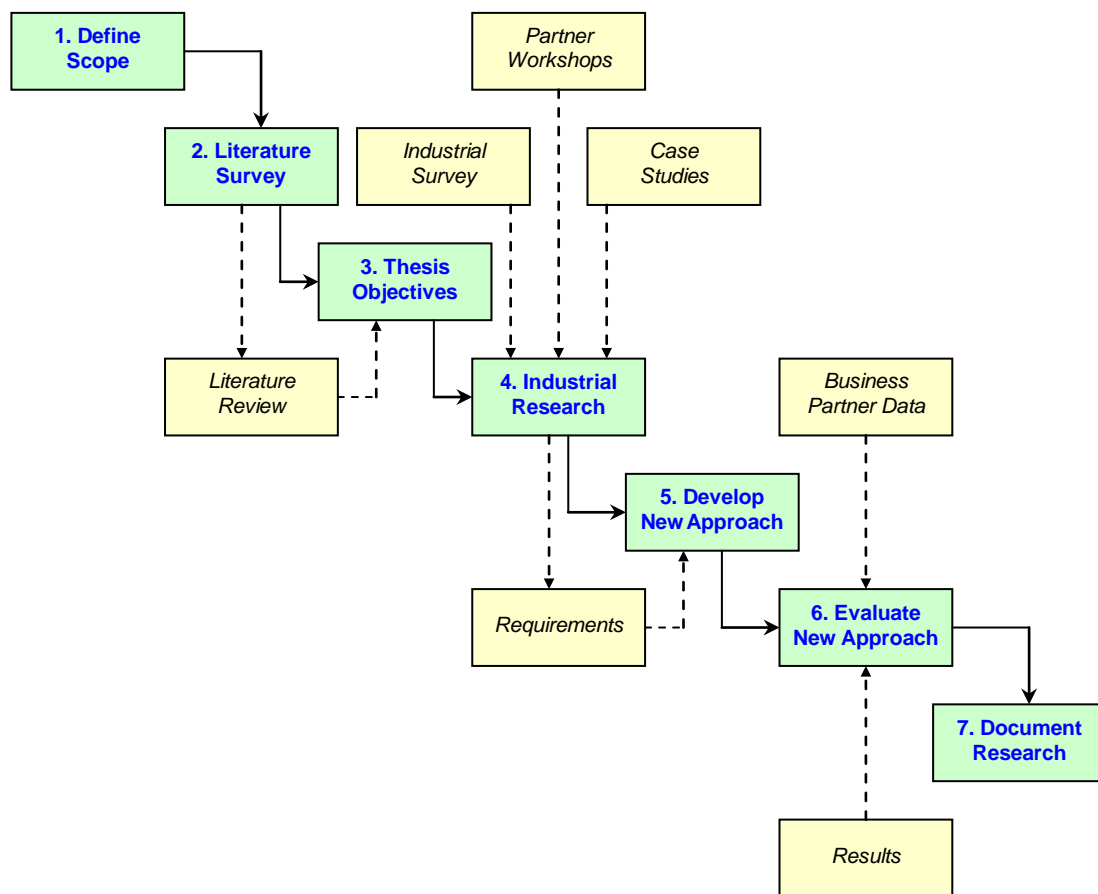 1. Define
Scope
Partner
Workshops
2. Literature
Survey
Industrial
Survey
Case
Studies
3. Thesis
Objectives
Literature
Review
4. Industrial
Research
Business
Partner Data
5. Develop
New Approach
Requirements
6. Evaluate
New Approach
7. Document
Research
Results